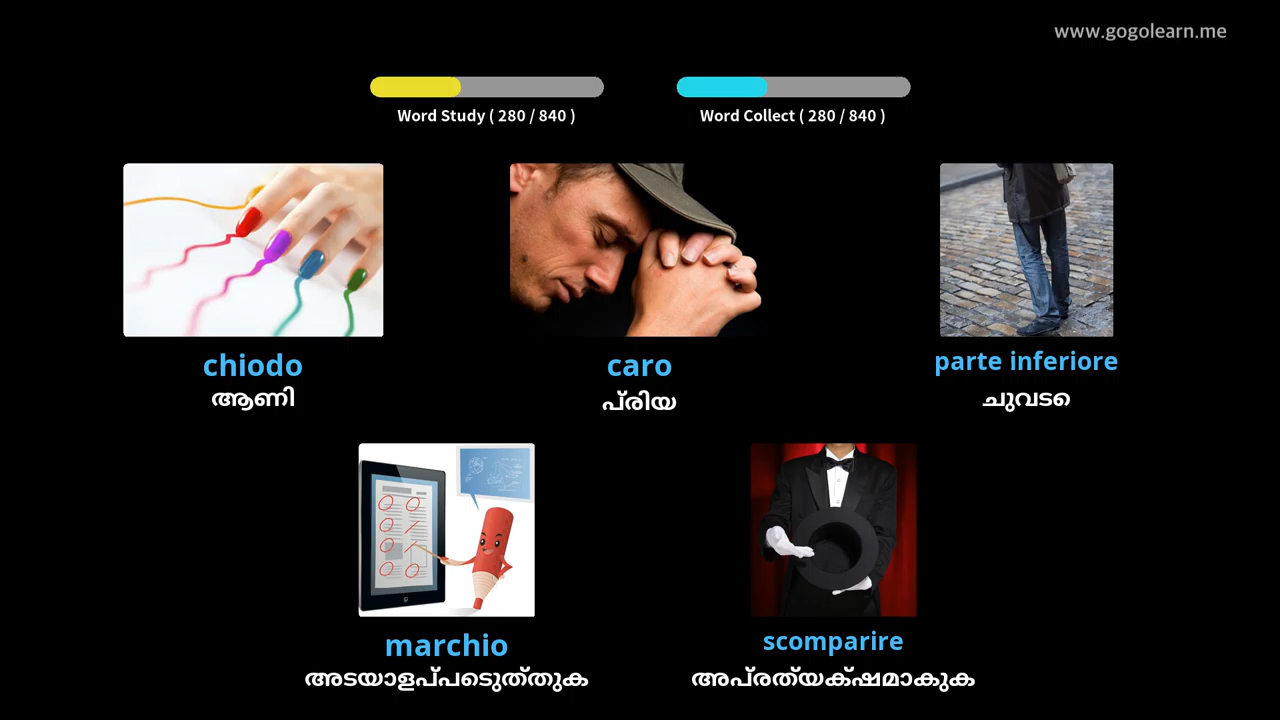 www.gogolearn.me
Word Study ( 280 / 840 )
Word Collect ( 280 / 840 )
chiodo
ആണി
caro
പ്രിയ
parte inferiore
ചുവടെ
marchio
അടയാളപ്പടുെത്തുക
scomparire
അപ്രത്യക്ഷമാകുക